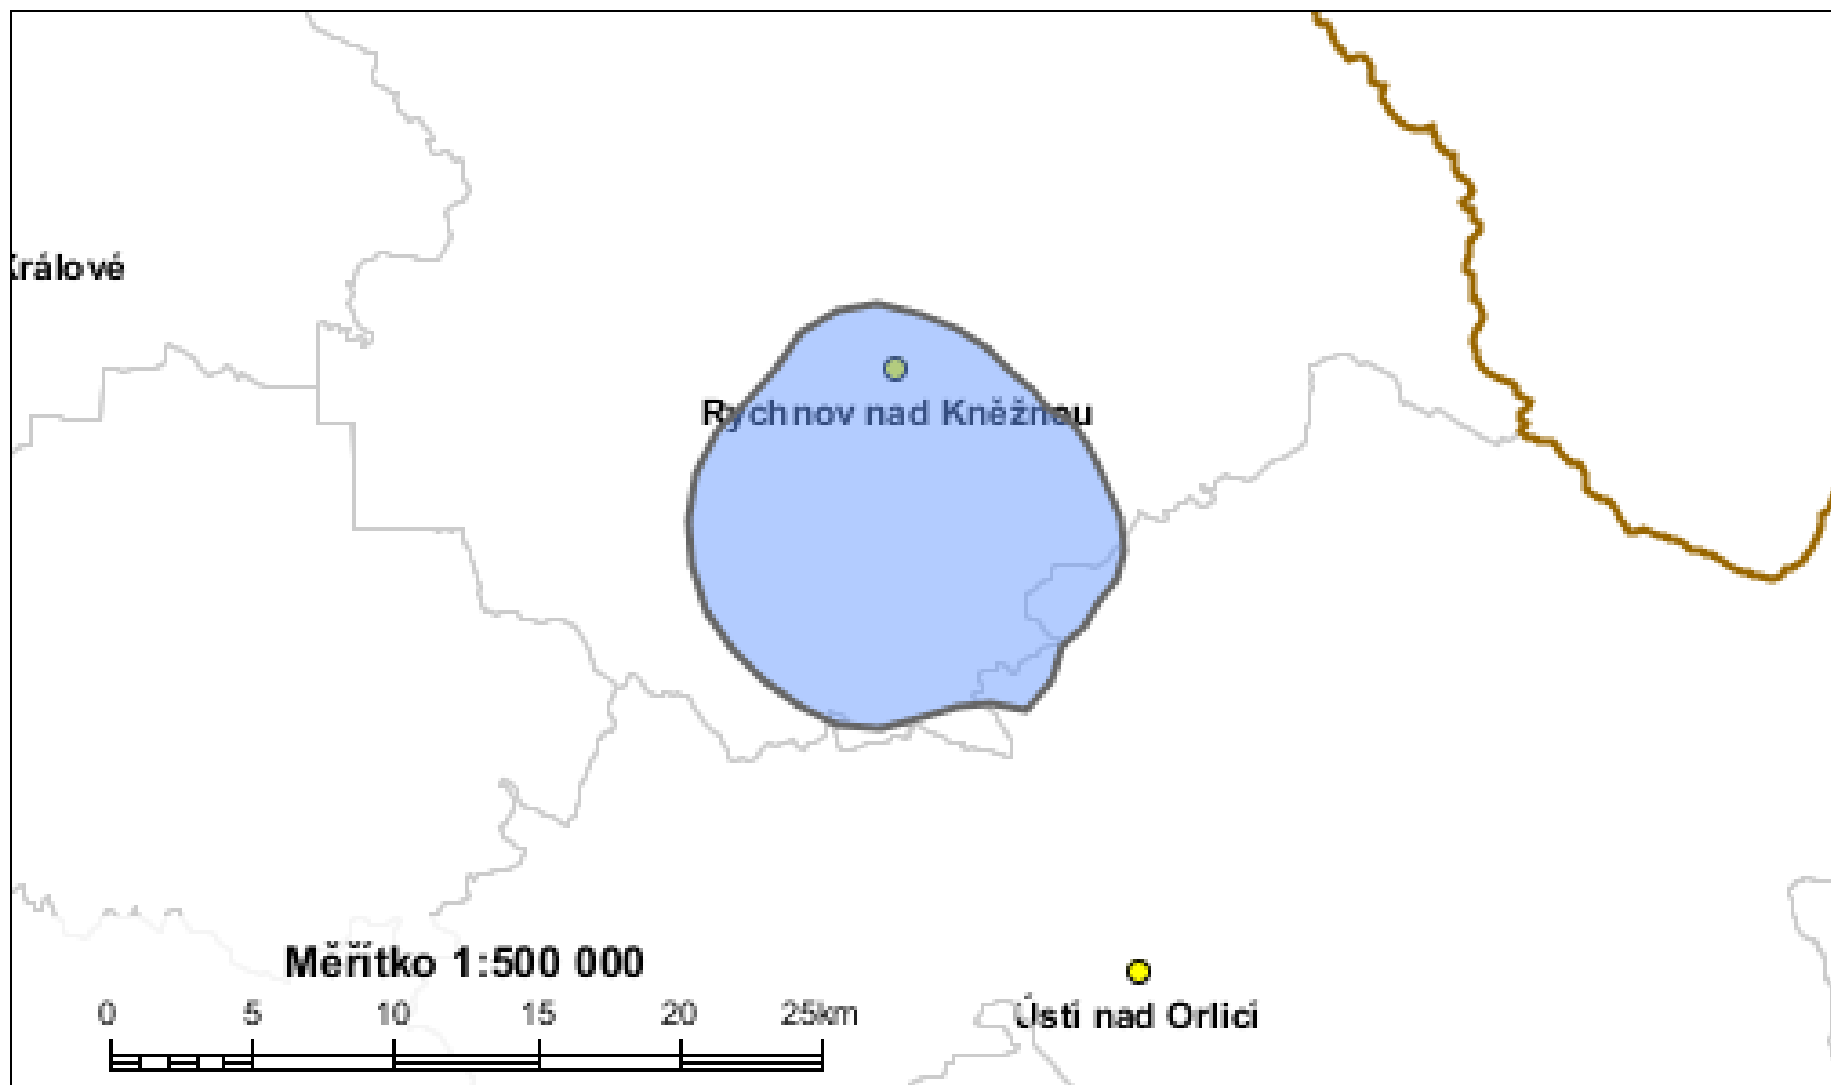 Králové
Rychnov nad Kněžnou
Měřítko 1:500 000
0 5 10 15 20 25km
Ústí nad Orlicí